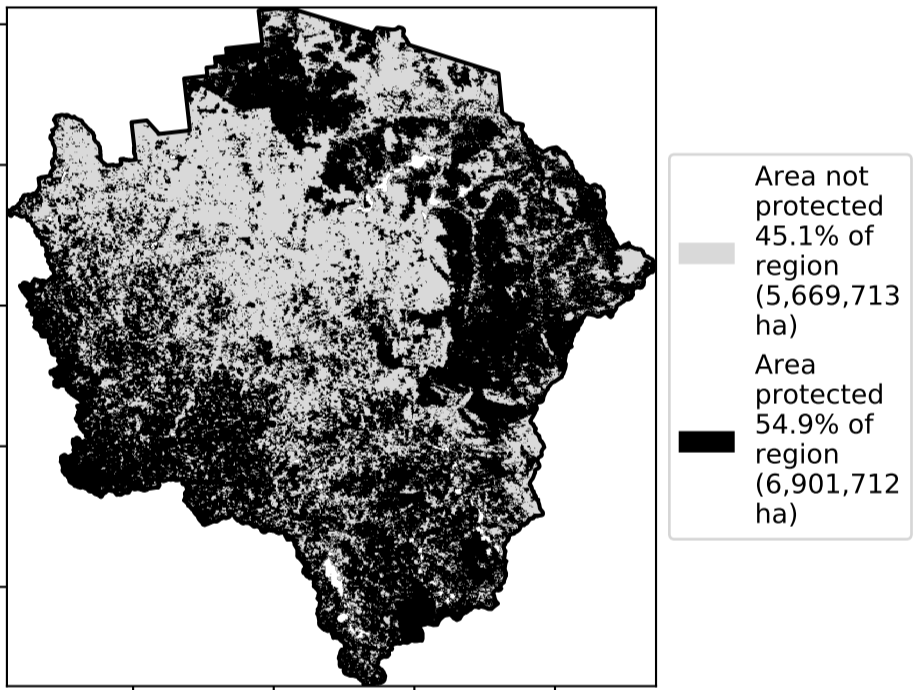 Area not
protected
45.1% of
region
(5,669,713
ha)
Area
protected
54.9% of
region
(6,901,712
ha)